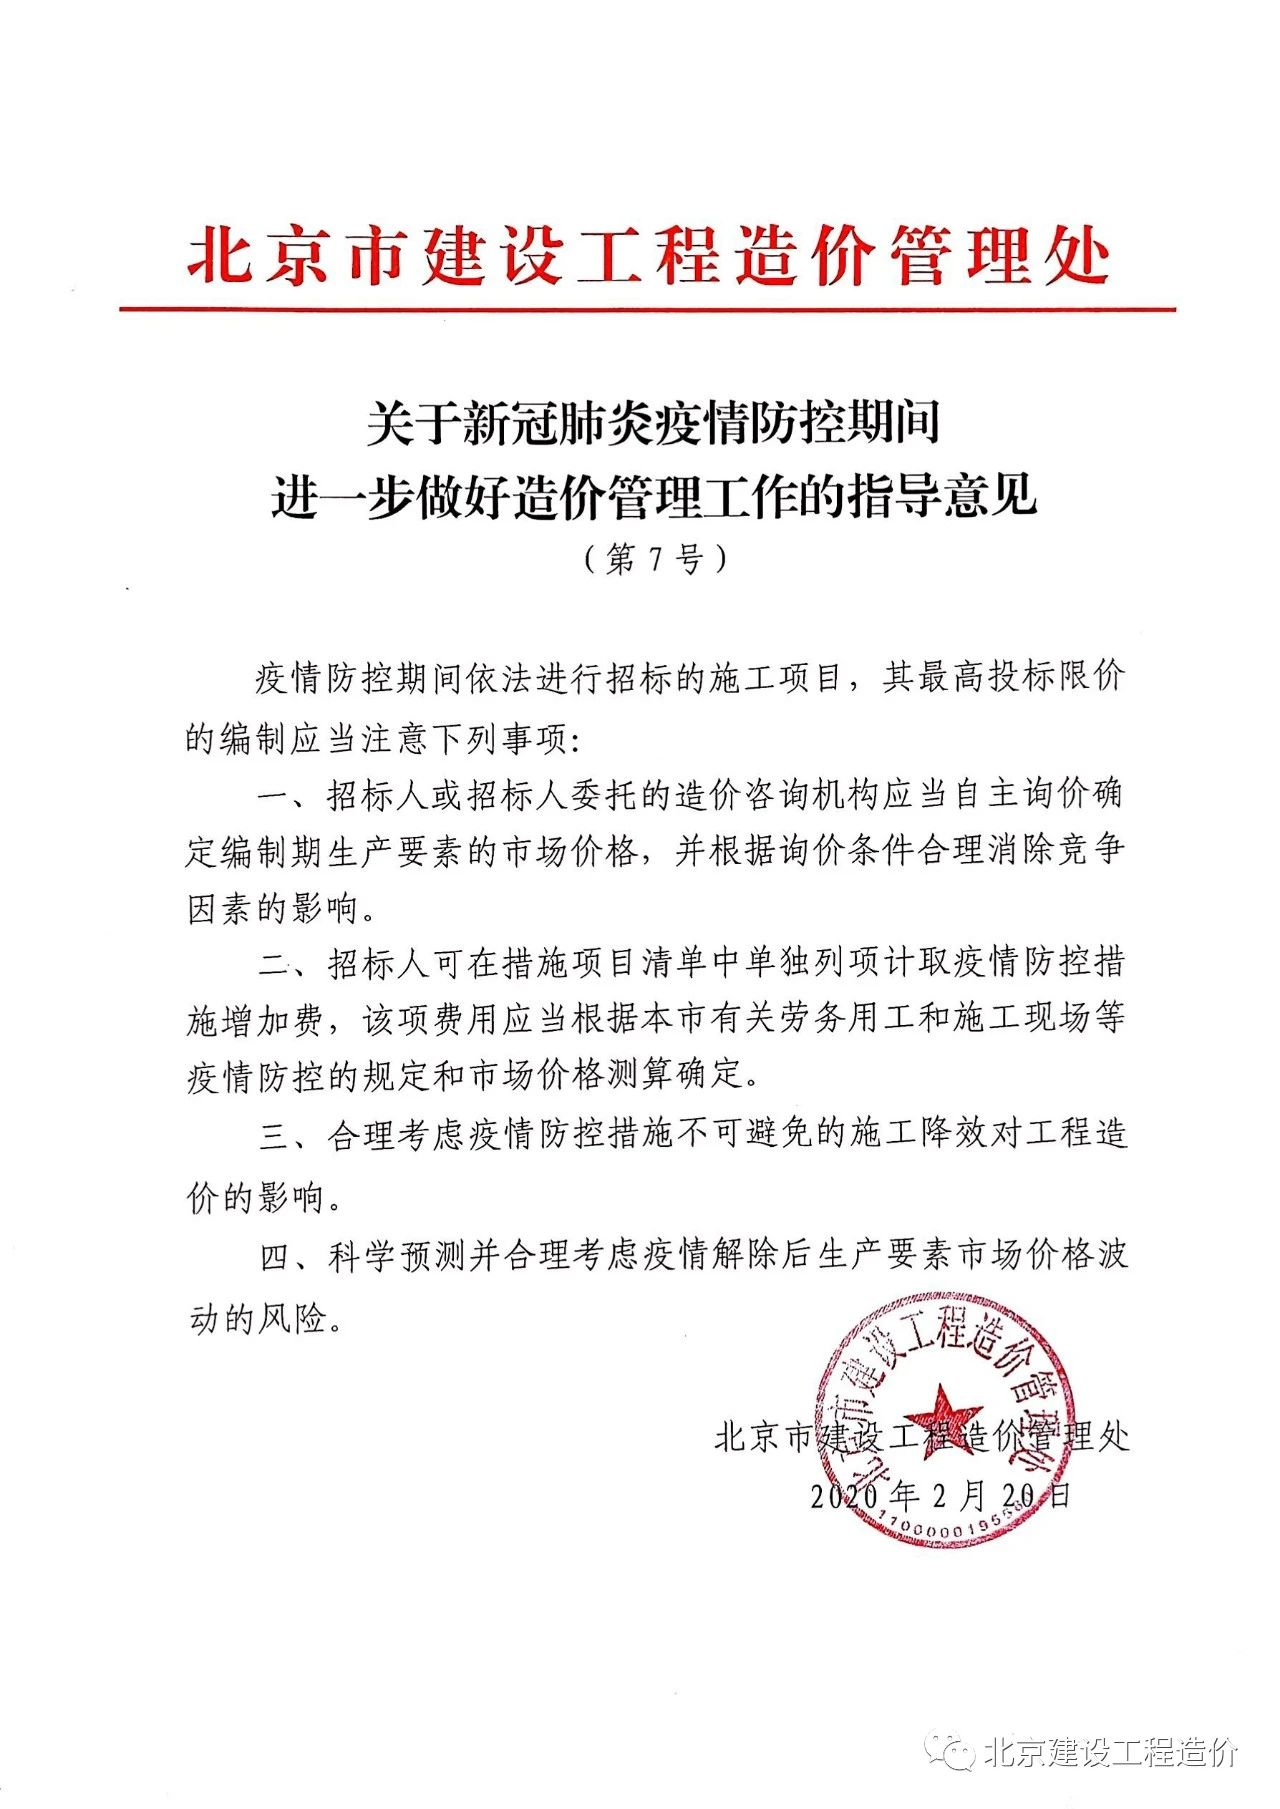 北京市建设工程造价管理处
关于新冠肺炎疫情防控期间
进一步做好造价管理工作的指导意见
（第7号）
疫情防控期间依法进行招标的施工项目，其最高投标限价
的编制应当注意下列事项：
一、招标人或招标人委托的造价咨询机构应当自主询价确
定编制期生产要素的市场价格，并根据询价条件合理消除竞争
因素的影响。
二、招标人可在措施项目清单中单独列项计取疫情防控措
施增加费，该项费用应当根据本市有关劳务用工和施工现场等
疫情防控的规定和市场价格测算确定。
三、合理考虑疫情防控措施不可避免的施工降效对工程造
价的影响。
四、科学预测并合理考虑疫情解除后生产要素市场价格波
动的风险。
北京市建设工程造价管理处
北京市建设工程造价管理处
2020年2月20日
北京建设工程造价